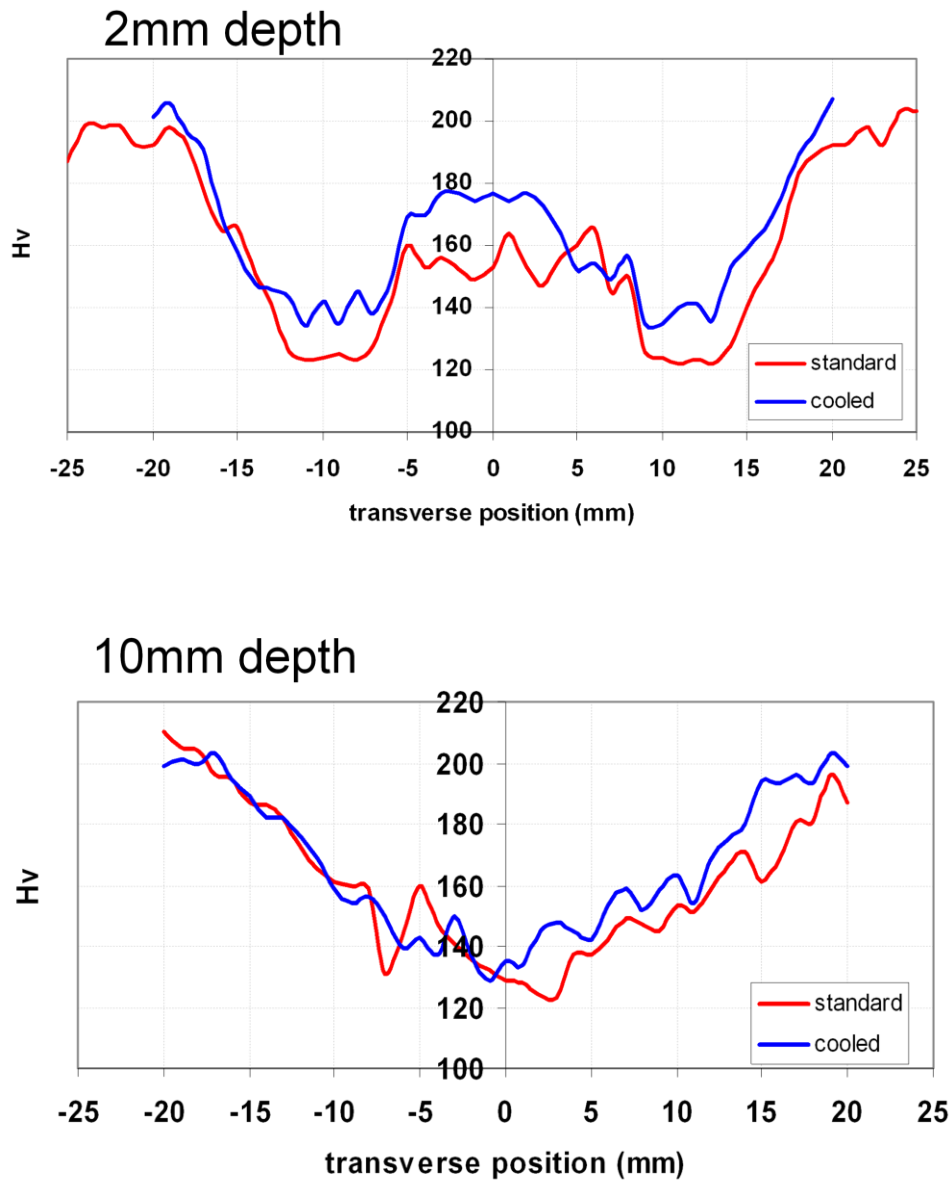 2mm depth
220
200
180
160
140
120
100
Hv
standard
cooled
-25 -20 -15 -10 -5 0 5 10 15 20 25
transverse position (mm)
10mm depth
220
200
180
160
140
120
100
Hv
standard
cooled
-25 -20 -15 -10 -5 0 5 10 15 20 25
transverse position (mm)